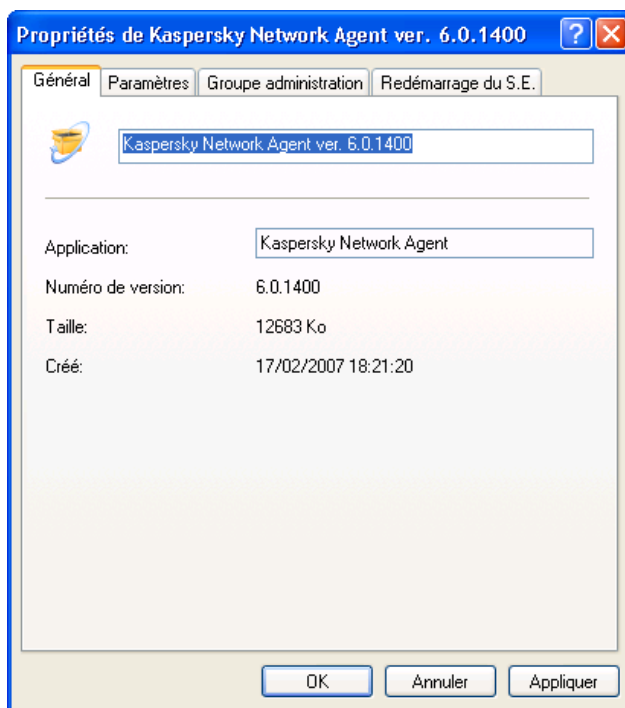 Propriétés de Kaspersky Network Agent ver. 6.0.1400
Général Paramètres Groupe administration Redémarrage du S.E.
Kaspersky Network Agent ver. 6.0.1400
Application: Kaspersky Network Agent
Numéro de version: 6.0.1400
Taille: 12683 Ko
Créé: 17/02/2007 18:21:20
OK Annuler Appliquer